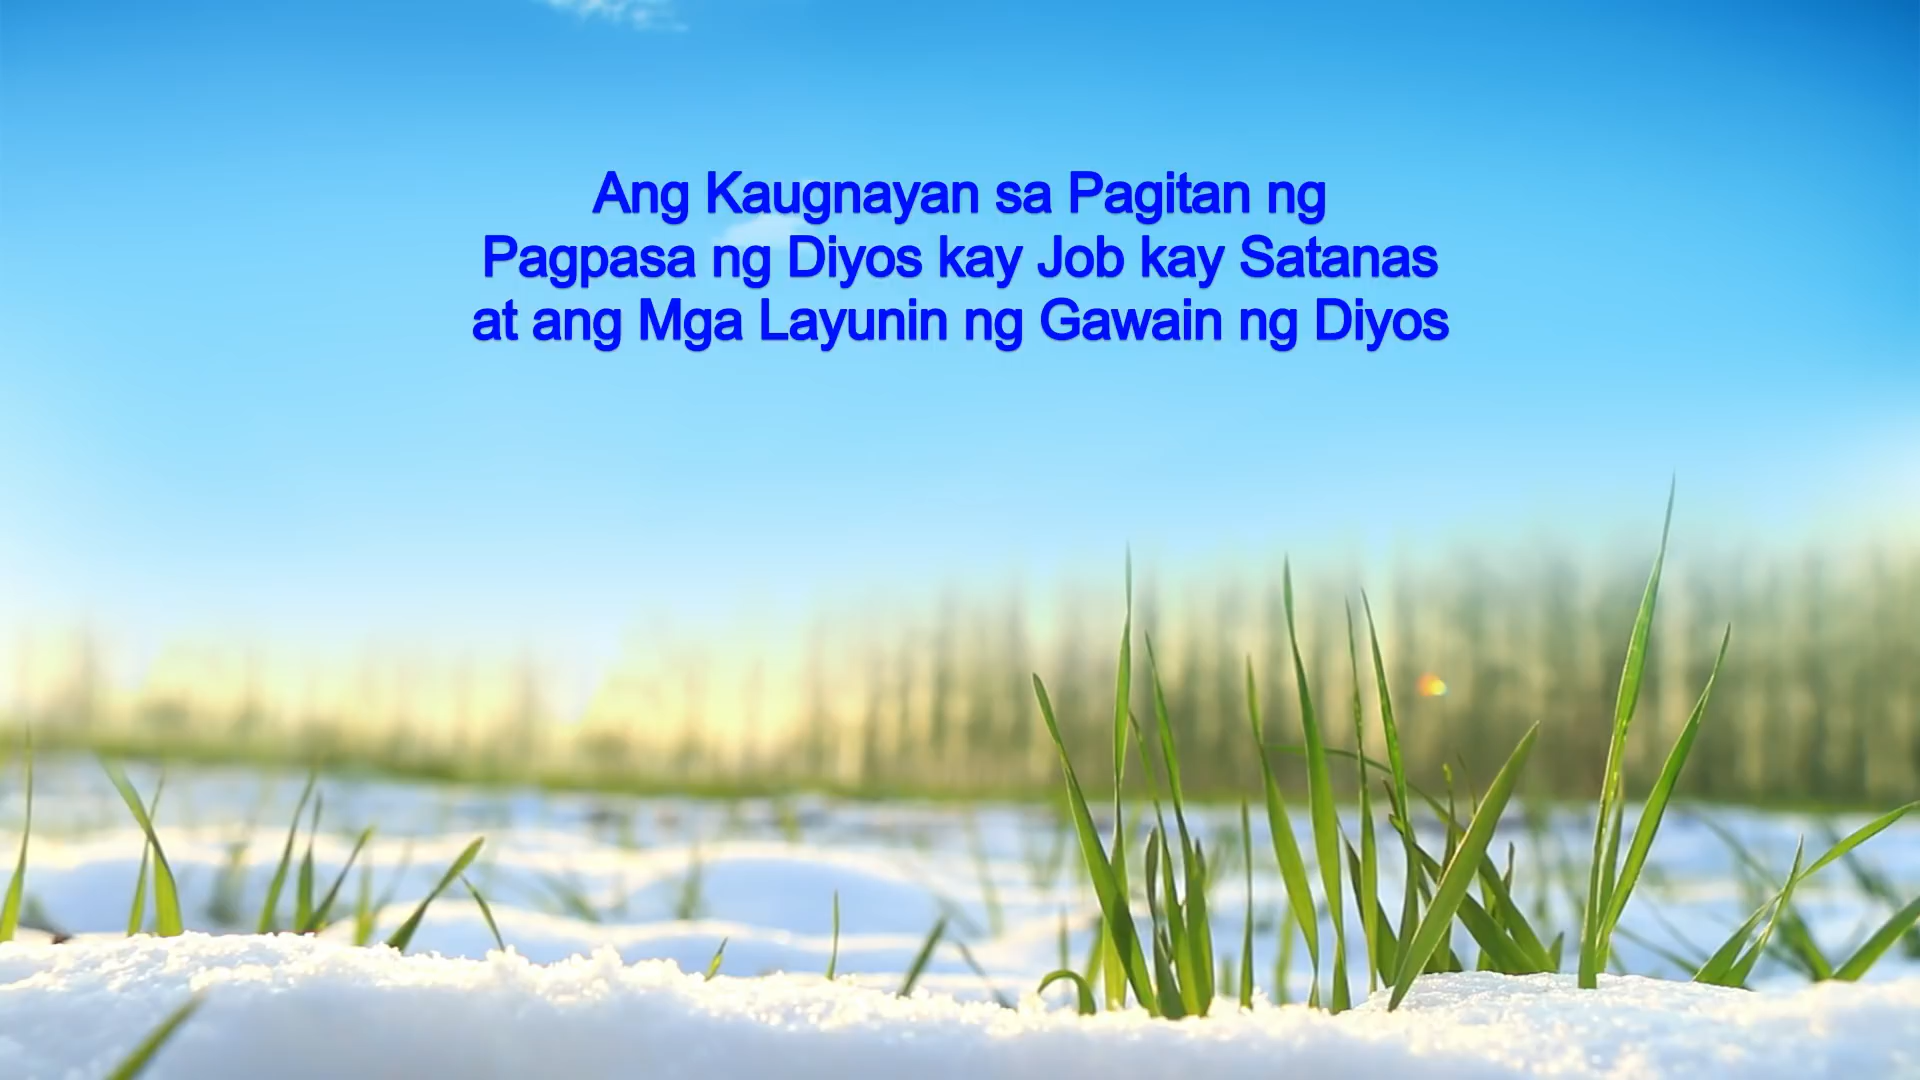 Ang Kaugnayan sa Pagitan ng
Pagpasa ng Diyos kay Job kay Satanas
at ang Mga Layunin ng Gawain ng Diyos